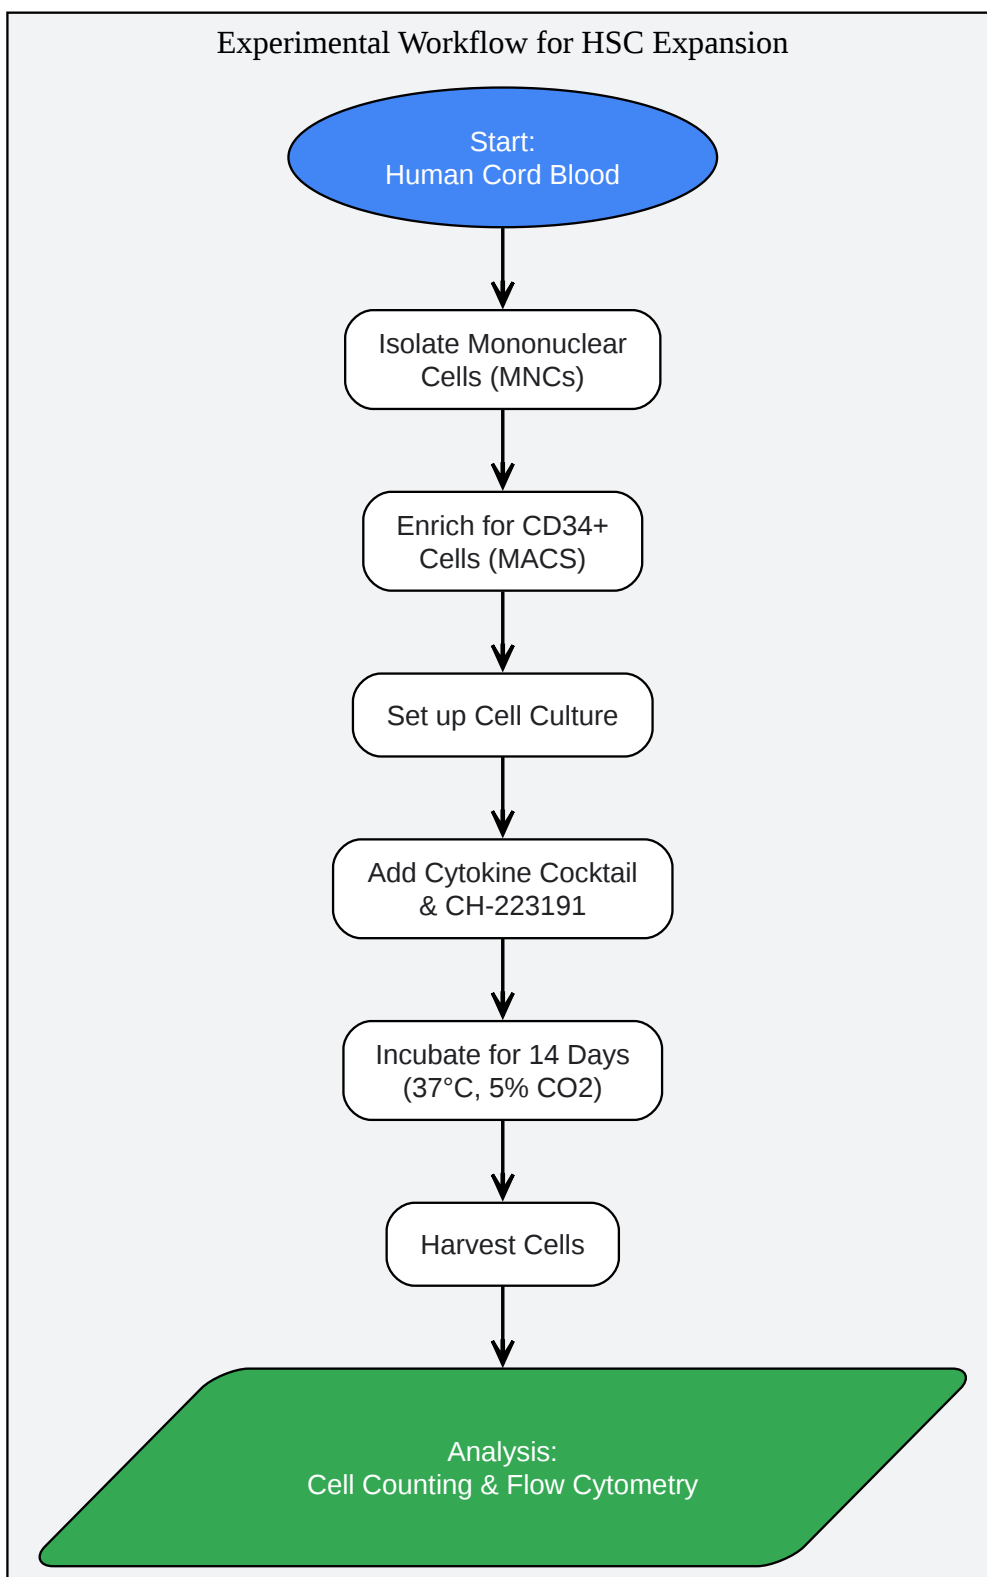 Experimental Workflow for HSC Expansion
Start:
Human Cord Blood
Isolate Mononuclear
Cells (MNCs)
Enrich for CD34+
Cells (MACS)
Set up Cell Culture
Add Cytokine Cocktail
& CH-223191
Incubate for 14 Days
(37°C, 5% CO2)
Harvest Cells
Analysis:
Cell Counting & Flow Cytometry